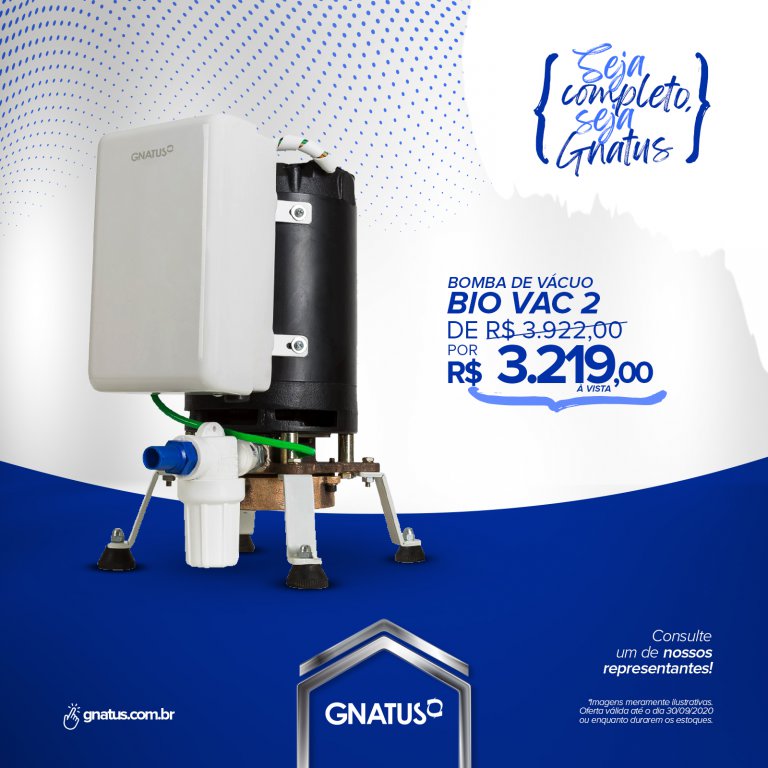 GNATUS
Seja
completo,
seja
Gnatus
BOMBA DE VÁCUO
BIO VAC 2
DE R$ 3.922,00
POR
R$ 3.219,00
À VISTA
Consulte
um de nossos
representantes!
gnatus.com.br
GNATUS
*Imagens meramente ilustrativas.
Oferta válida até o dia 30/09/2020
ou enquanto durarem os estoques.